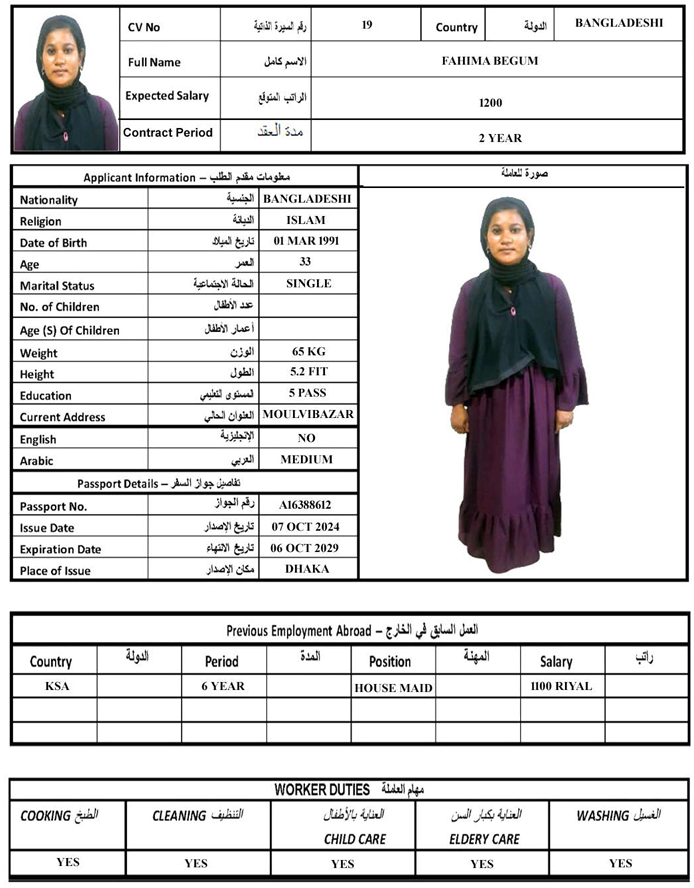 CV No رقم السيرة الذاتية 19 Country الدولة BANGLADESHI
Full Name الاسم كامل FAHIMA BEGUM
Expected Salary الراتب المتوقع 1200
Contract Period مدة العقد 2 YEAR
Applicant Information – معلومات مقدم الطلب
صورة للعاملة
Nationality الجنسية BANGLADESHI
Religion الديانة ISLAM
Date of Birth تاريخ الميلاد 01 MAR 1991
Age العمر 33
Marital Status الحالة الاجتماعية SINGLE
No. of Children عدد الأطفال
Age (S) Of Children أعمار الأطفال
Weight الوزن 65 KG
Height الطول 5.2 FIT
Education المستوى التعليمي 5 PASS
Current Address العنوان الحالي MOULVIBAZAR
English الإنجليزية NO
Arabic العربي MEDIUM
Passport Details – تفاصيل جواز السفر
Passport No. رقم الجواز A16388612
Issue Date تاريخ الإصدار 07 OCT 2024
Expiration Date تاريخ الانتهاء 06 OCT 2029
Place of Issue مكان الإصدار DHAKA
Previous Employment Abroad – العمل السابق في الخارج
Country الدولة Period المدة Position المهنة Salary راتب
KSA 6 YEAR HOUSE MAID 1100 RIYAL
WORKER DUTIES مهام العاملة
COOKING الطبخ CLEANING التنظيف العناية بالأطفال العناية بكبار السن WASHING الغسيل
CHILD CARE ELDERY CARE
YES YES YES YES YES